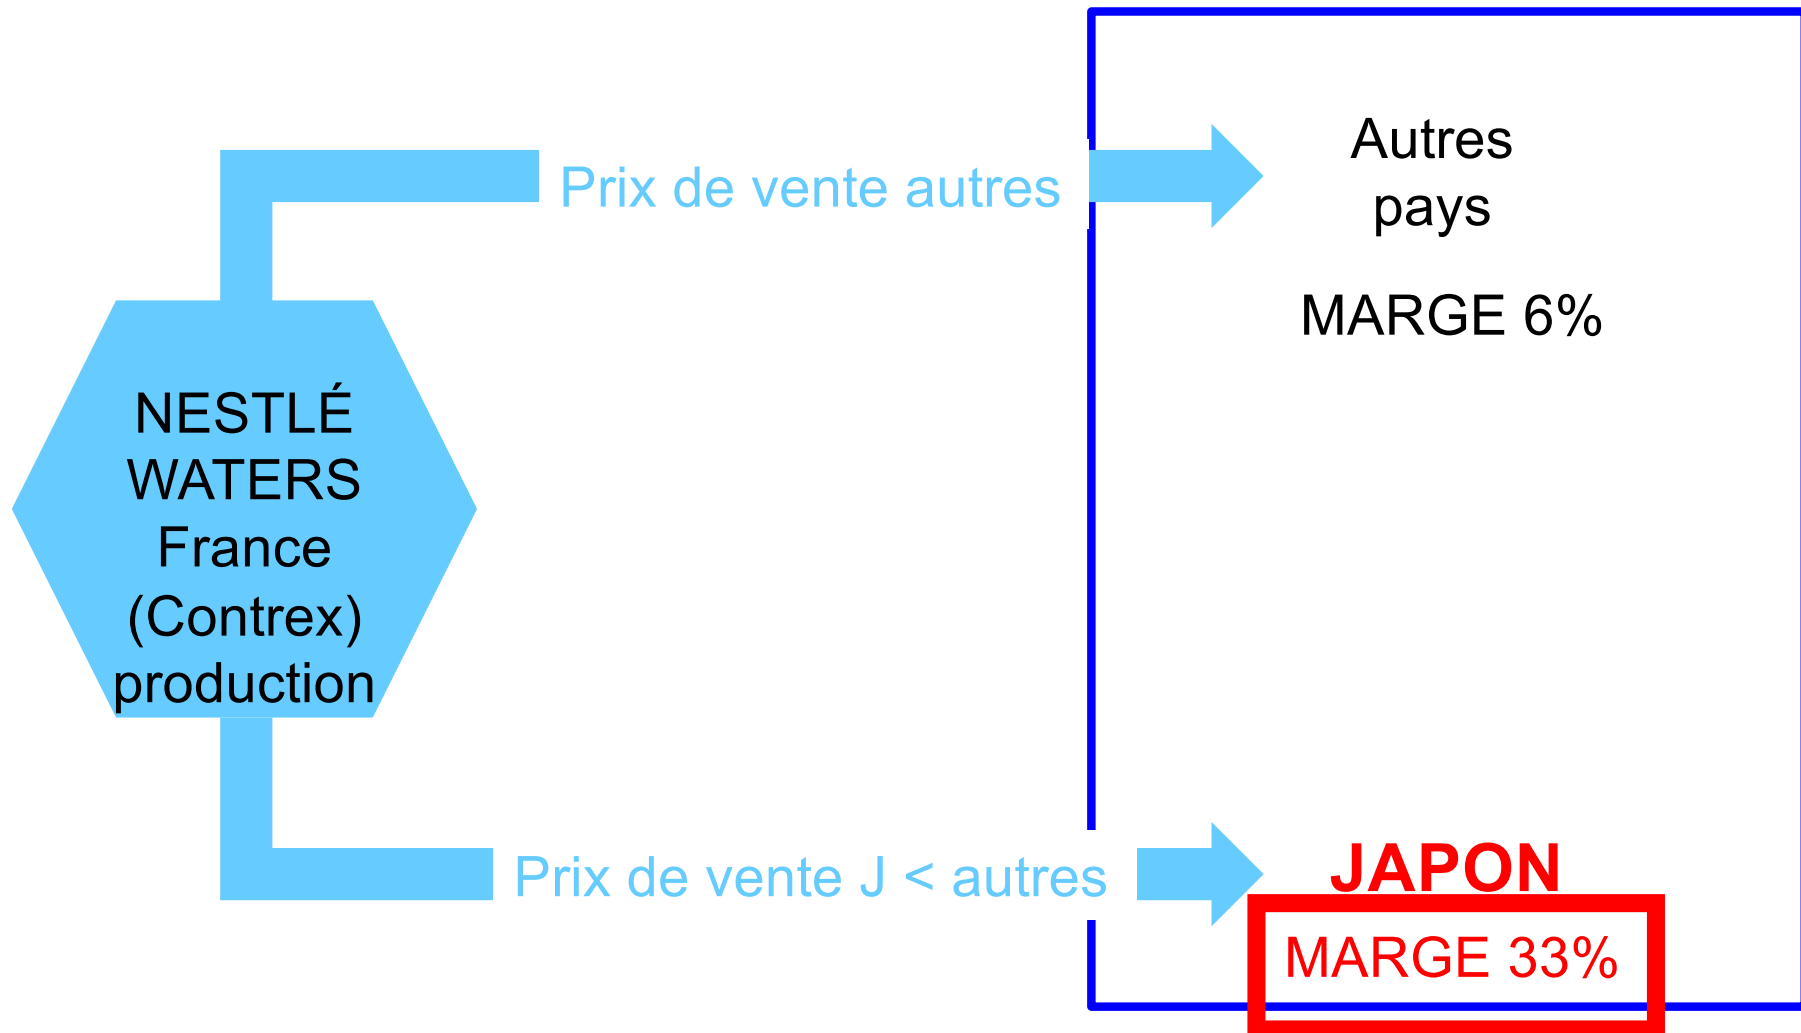 Autres
pays
Prix de vente autres
MARGE 6%
NESTLÉ
WATERS
France
(Contrex)
production
Prix de vente J < autres
JAPON
MARGE 33%